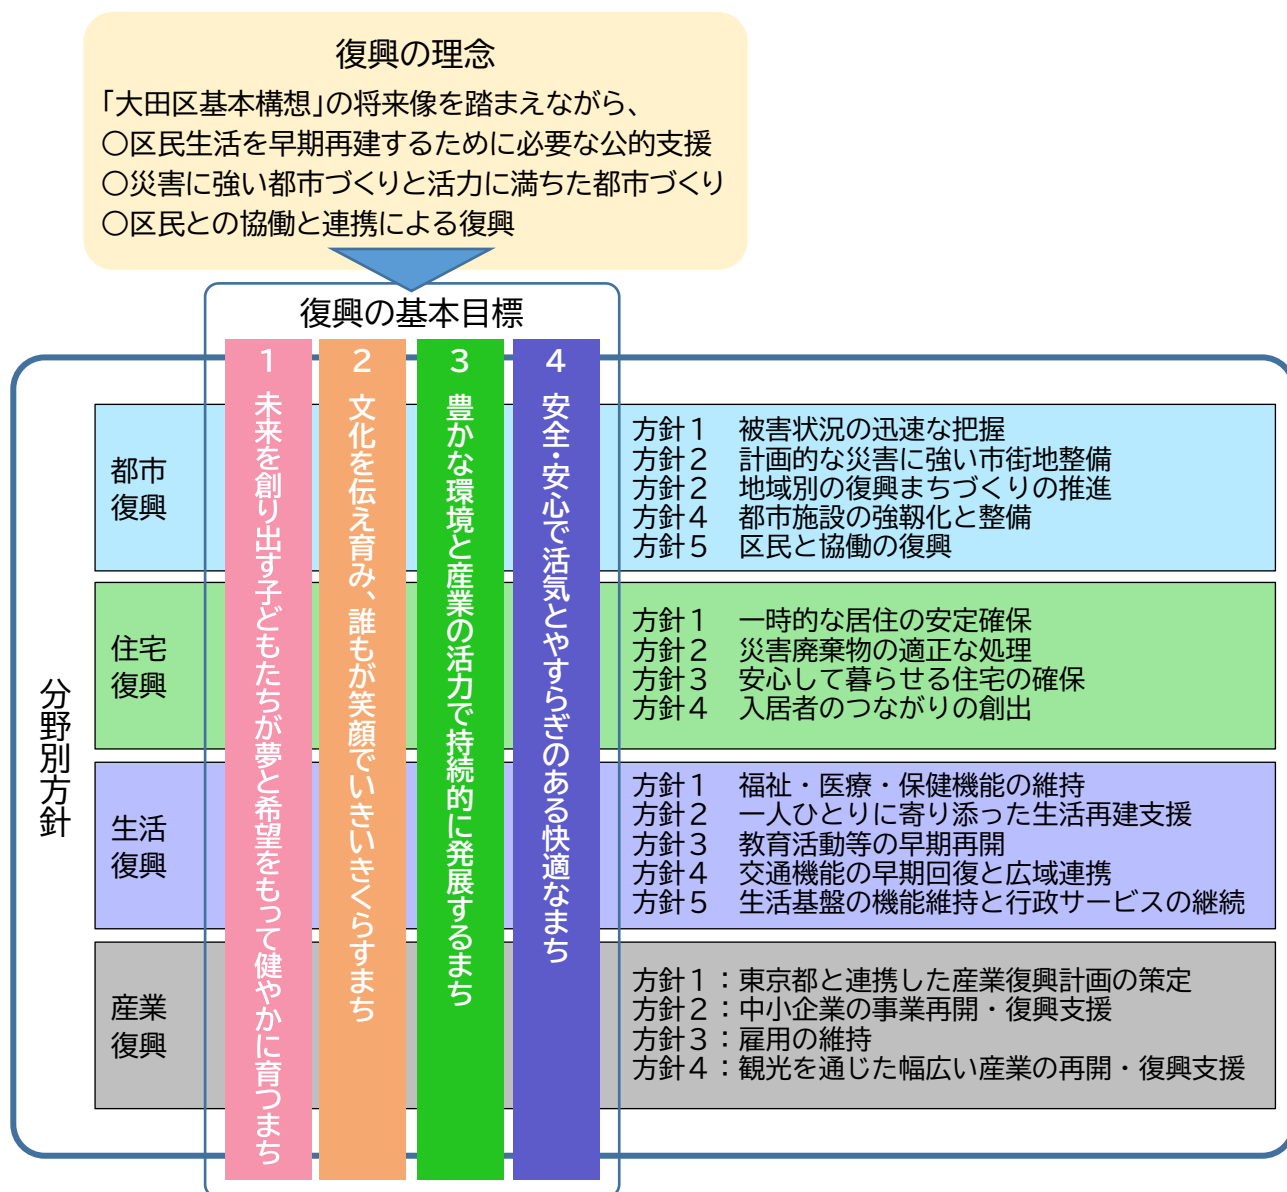 復興の理念
「大田区基本構想」の将来像を踏まえながら、
〇区民生活を早期再建するために必要な公的支援
〇災害に強い都市づくりと活力に満ちた都市づくり
〇区民との協働と連携による復興
復興の基本目標
1 未来を創り出す子どもたちが夢と希望をもって健やかに育つまち
2 文化を伝え育み、誰もが笑顔でいきいきくらすまち
3 豊かな環境と産業の活力で持続的に発展するまち
4 安全・安心で活気とやすらぎのある快適なまち
分野別方針
都市
復興
方針1 被害状況の迅速な把握
方針2 計画的な災害に強い市街地整備
方針2 地域別の復興まちづくりの推進
方針4 都市施設の強靱化と整備
方針5 区民と協働の復興
住宅
復興
方針1 一時的な居住の安定確保
方針2 災害廃棄物の適正な処理
方針3 安心して暮らせる住宅の確保
方針4 入居者のつながりの創出
生活
復興
方針1 福祉・医療・保健機能の維持
方針2 一人ひとりに寄り添った生活再建支援
方針3 教育活動等の早期再開
方針4 交通機能の早期回復と広域連携
方針5 生活基盤の機能維持と行政サービスの継続
産業
復興
方針1:東京都と連携した産業復興計画の策定
方針2:中小企業の事業再開・復興支援
方針3:雇用の維持
方針4:観光を通じた幅広い産業の再開・復興支援